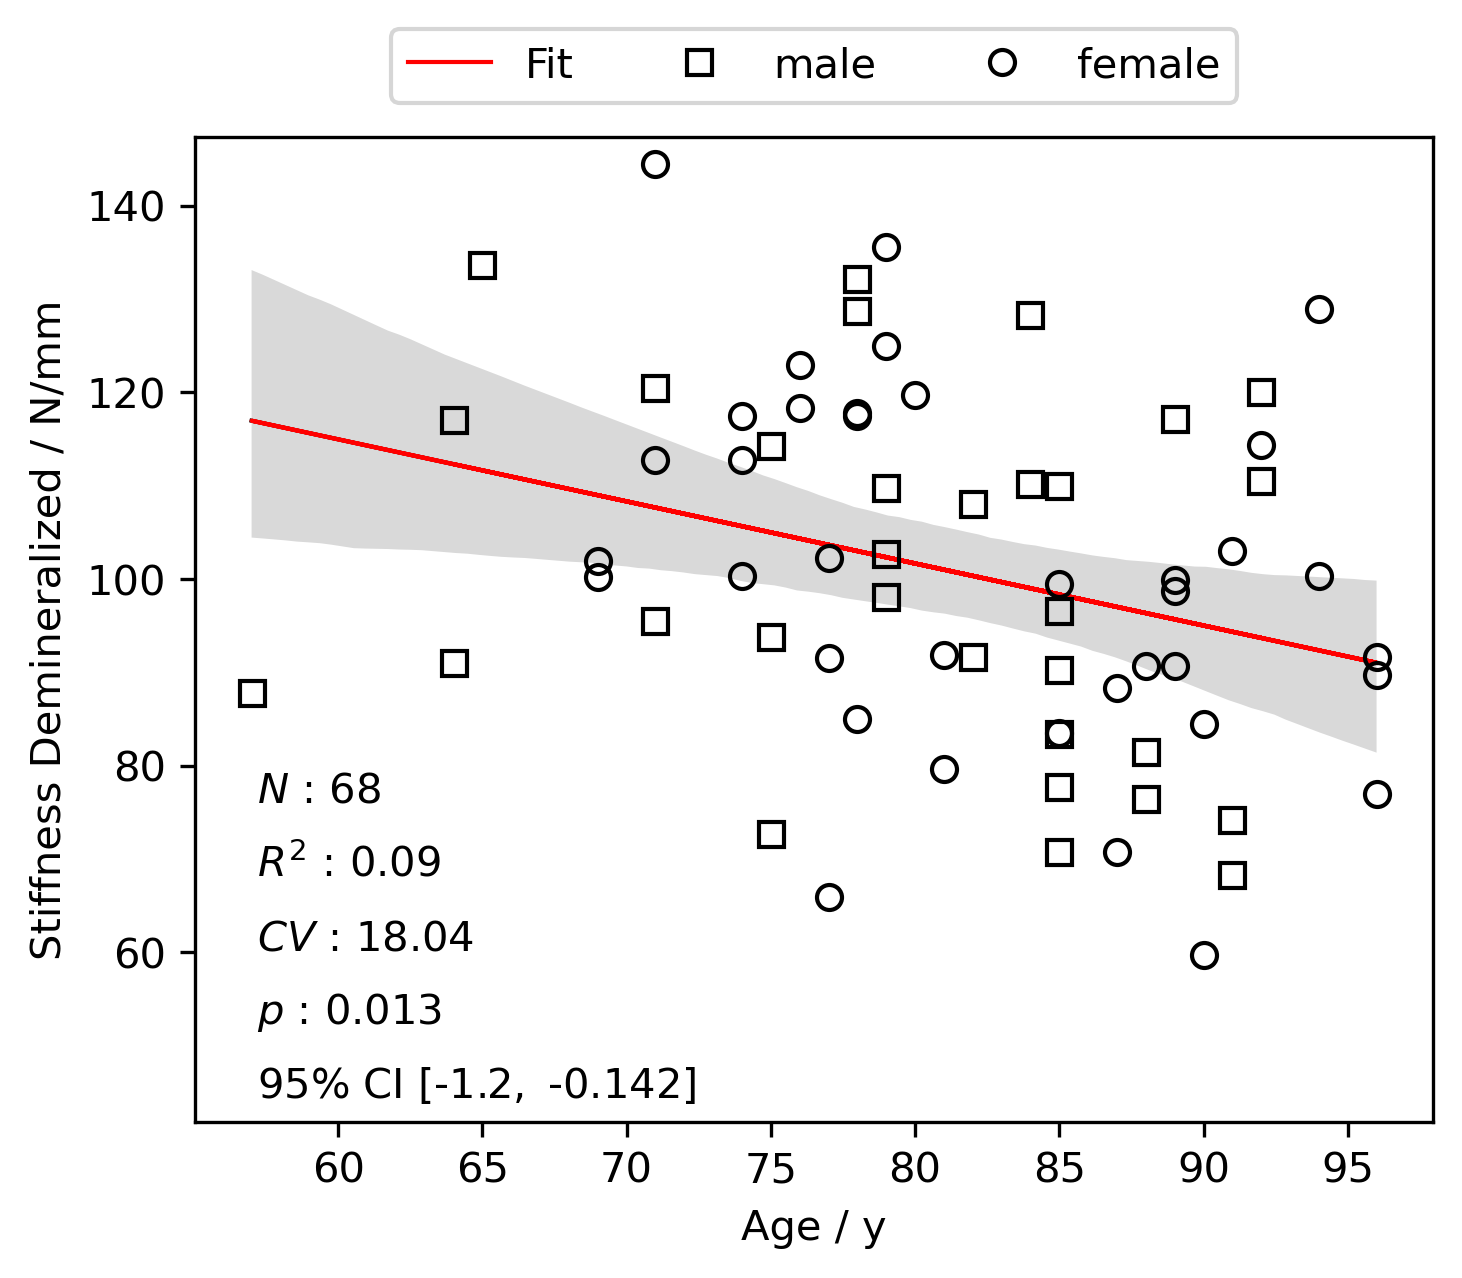 Fit male female
Stiffness Demineralized / N/mm
140
120
100
80
60
N : 68
R² : 0.09
CV : 18.04
p : 0.013
95% CI [-1.2, -0.142]
60 65 70 75 80 85 90 95
Age / y